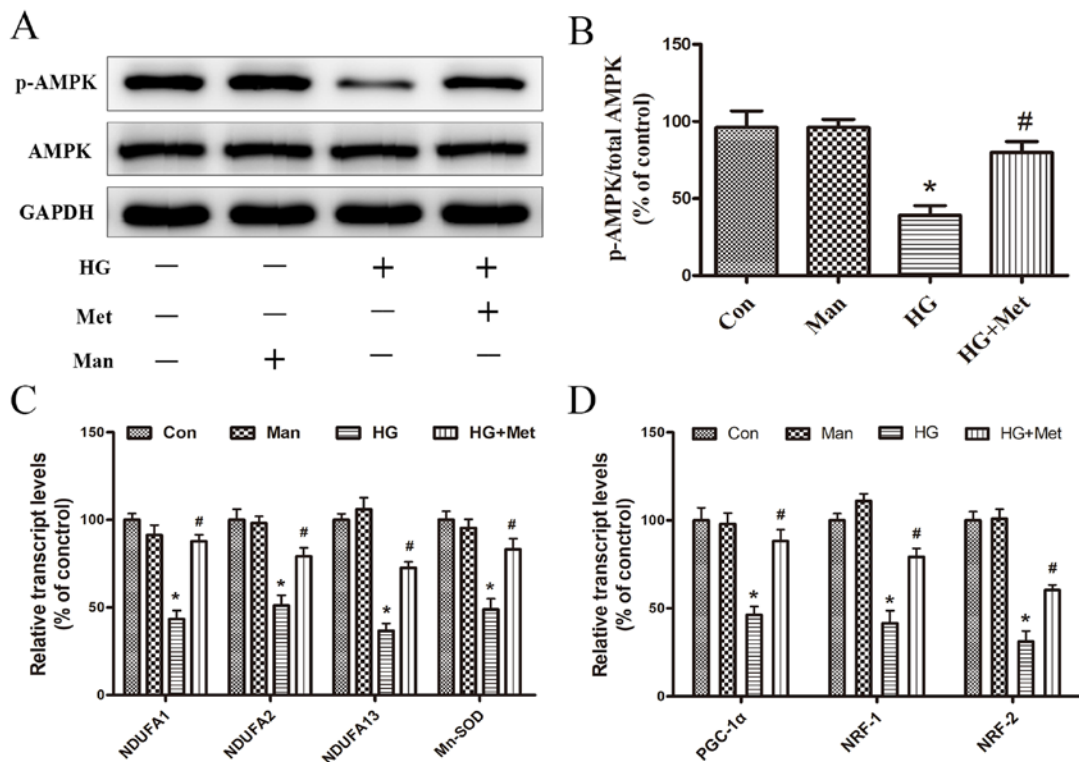 A
p-AMPK
AMPK
GAPDH
HG — — + +
Met — — — +
Man — + — —
B
p-AMPK/total AMPK
(% of control)
150
100
50
0
*
#
Con
Man
HG
HG+Met
C
Con Man HG HG+Met
Relative transcript levels
(% of conctrol)
150
100
50
0
* # * # * # * #
NDUFA1
NDUFA2
NDUFA13
Mn-SOD
D
Con Man HG HG+Met
Relative transcript levels
(% of conctrol)
150
100
50
0
* # * # * #
PGC-1α
NRF-1
NRF-2